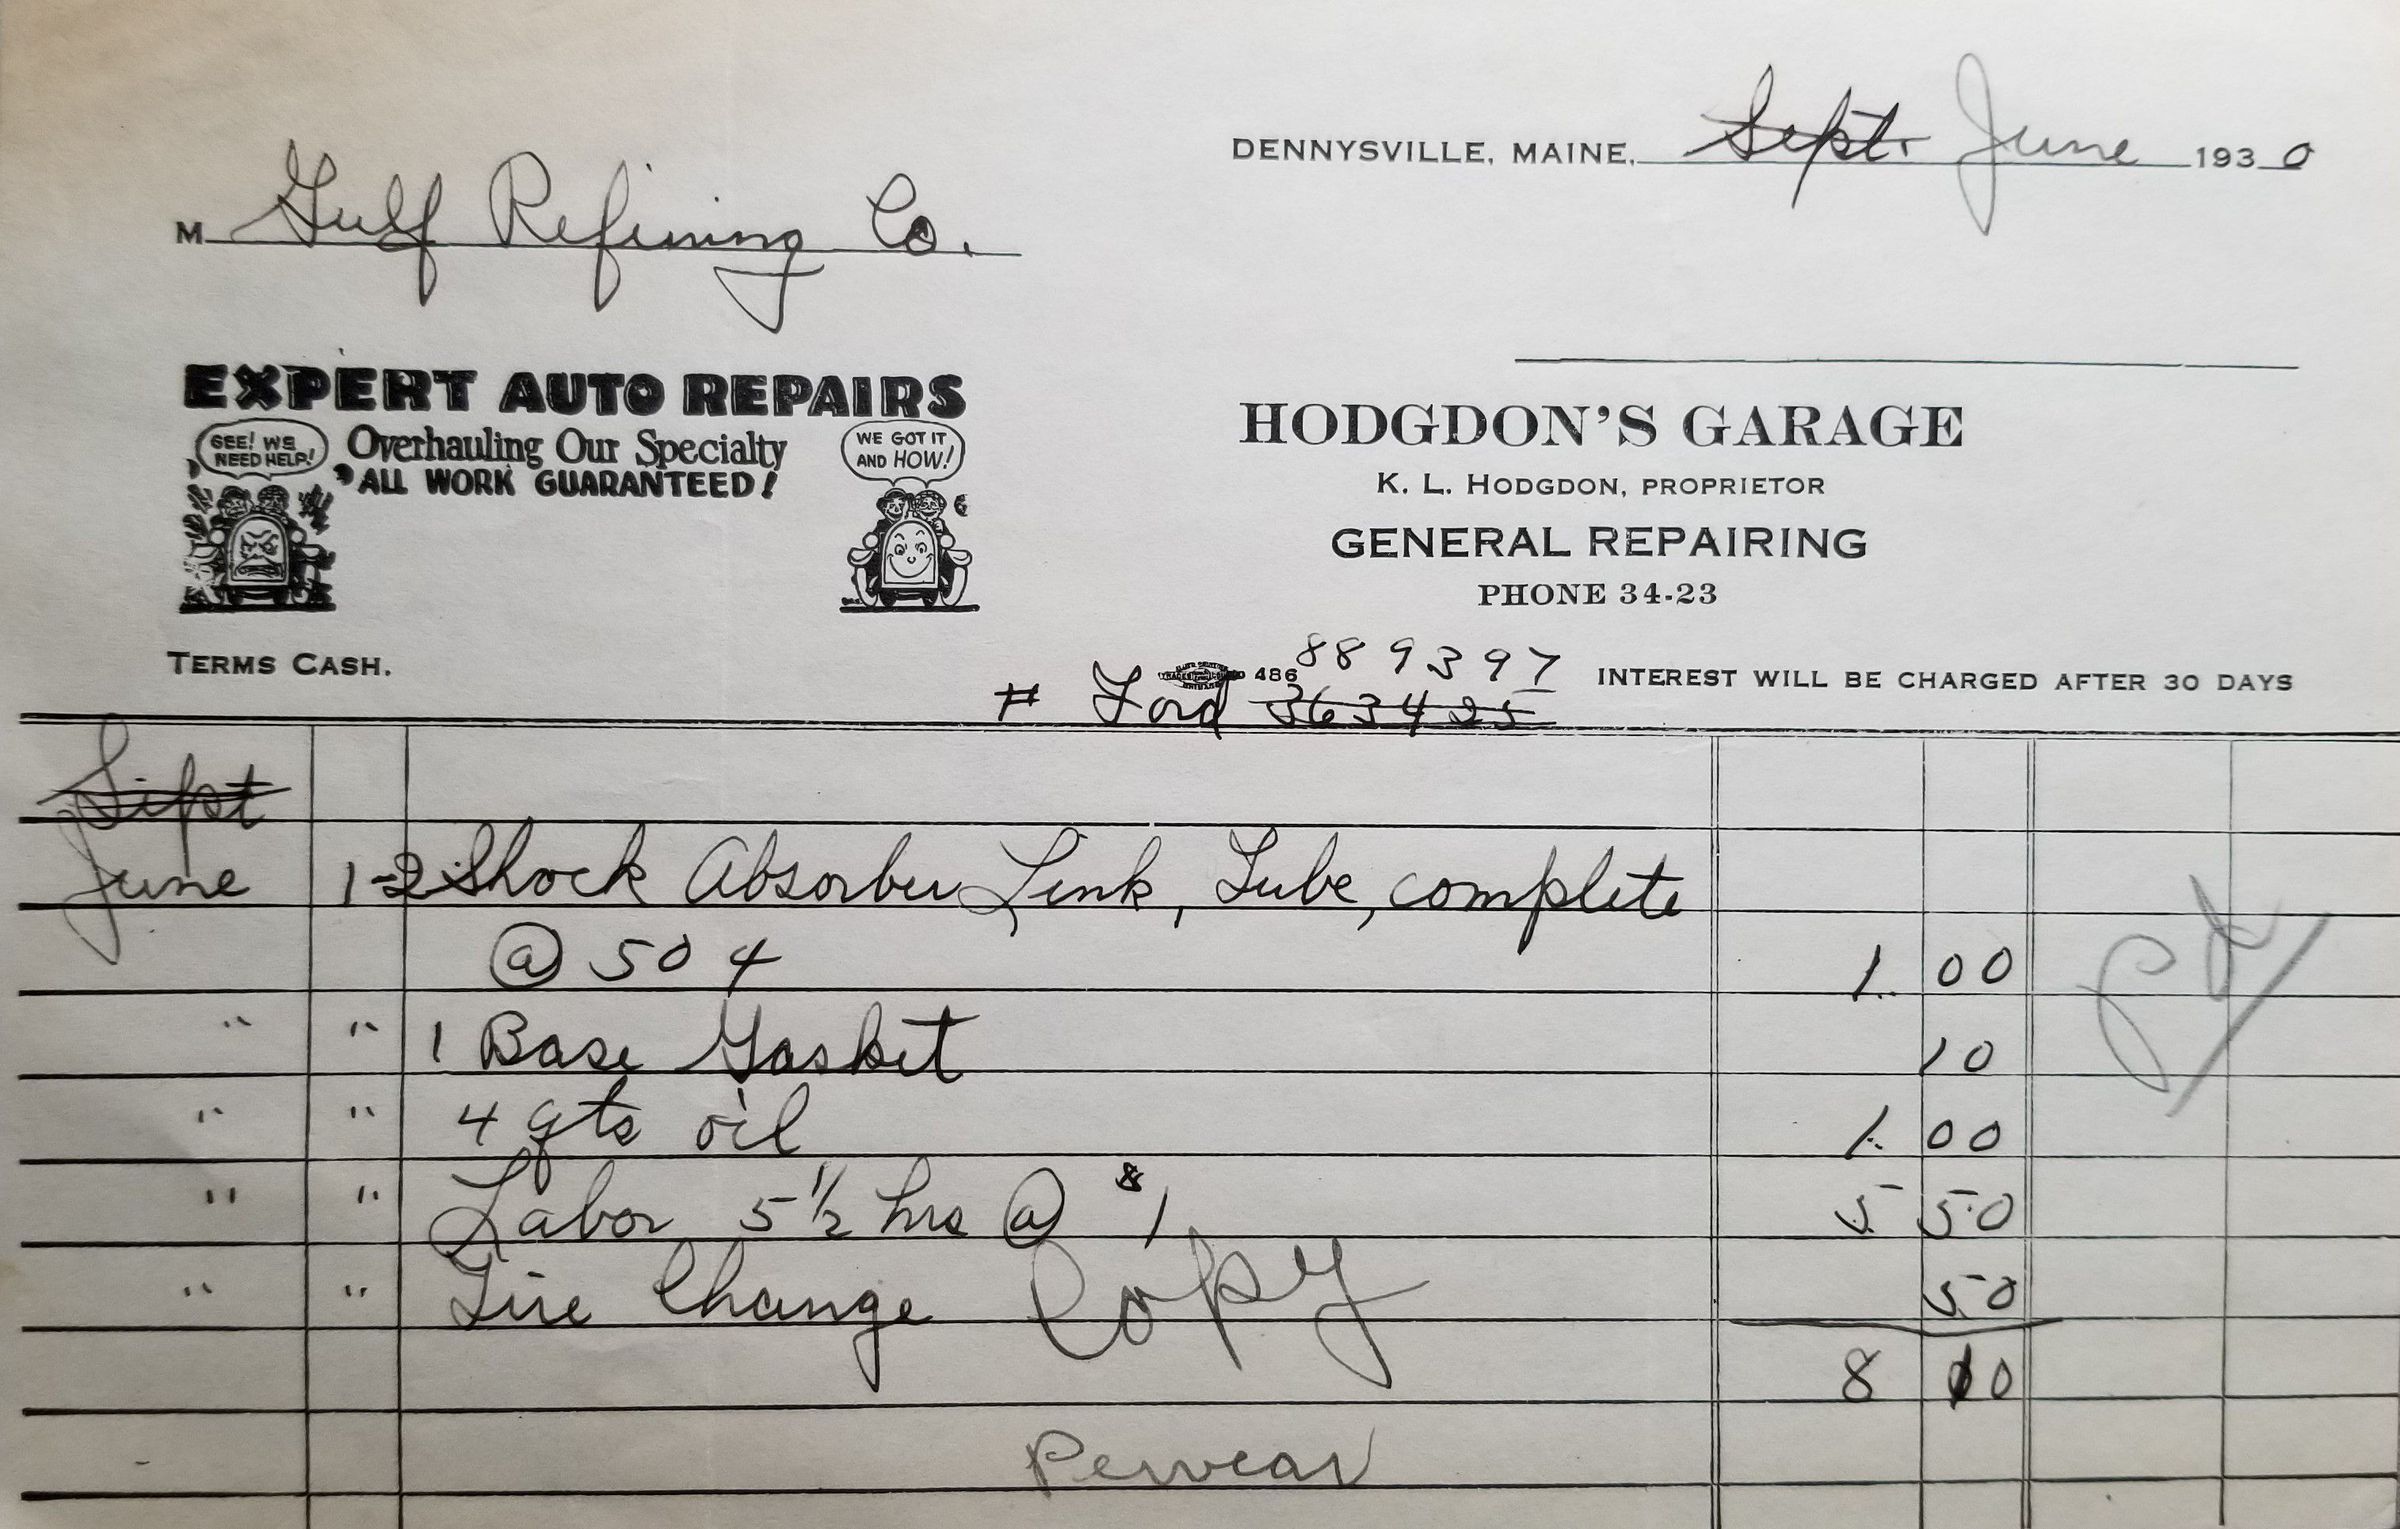 DENNYSVILLE, MAINE, Sept. June 1930
M Gulf Refining Co.
EXPERT AUTO REPAIRS
GEE! WE NEED HELP!
Overhauling Our Specialty
ALL WORK GUARANTEED!
WE GOT IT AND HOW!
HODGDON'S GARAGE
K. L. HODGDON, PROPRIETOR
GENERAL REPAIRING
PHONE 34-23
TERMS CASH.
486
889397
INTEREST WILL BE CHARGED AFTER 30 DAYS
# Ford 363425
Sept
June 1-2 Shock Absorber Link, Tube, complete
@ 50 ¢ 1.00
" " 1 Base Gasket 10
" " 4 qts oil 1.00
" " Labor 5 1/2 hrs @ $1 5.50
" " Tire Change 50
Copy
8 10